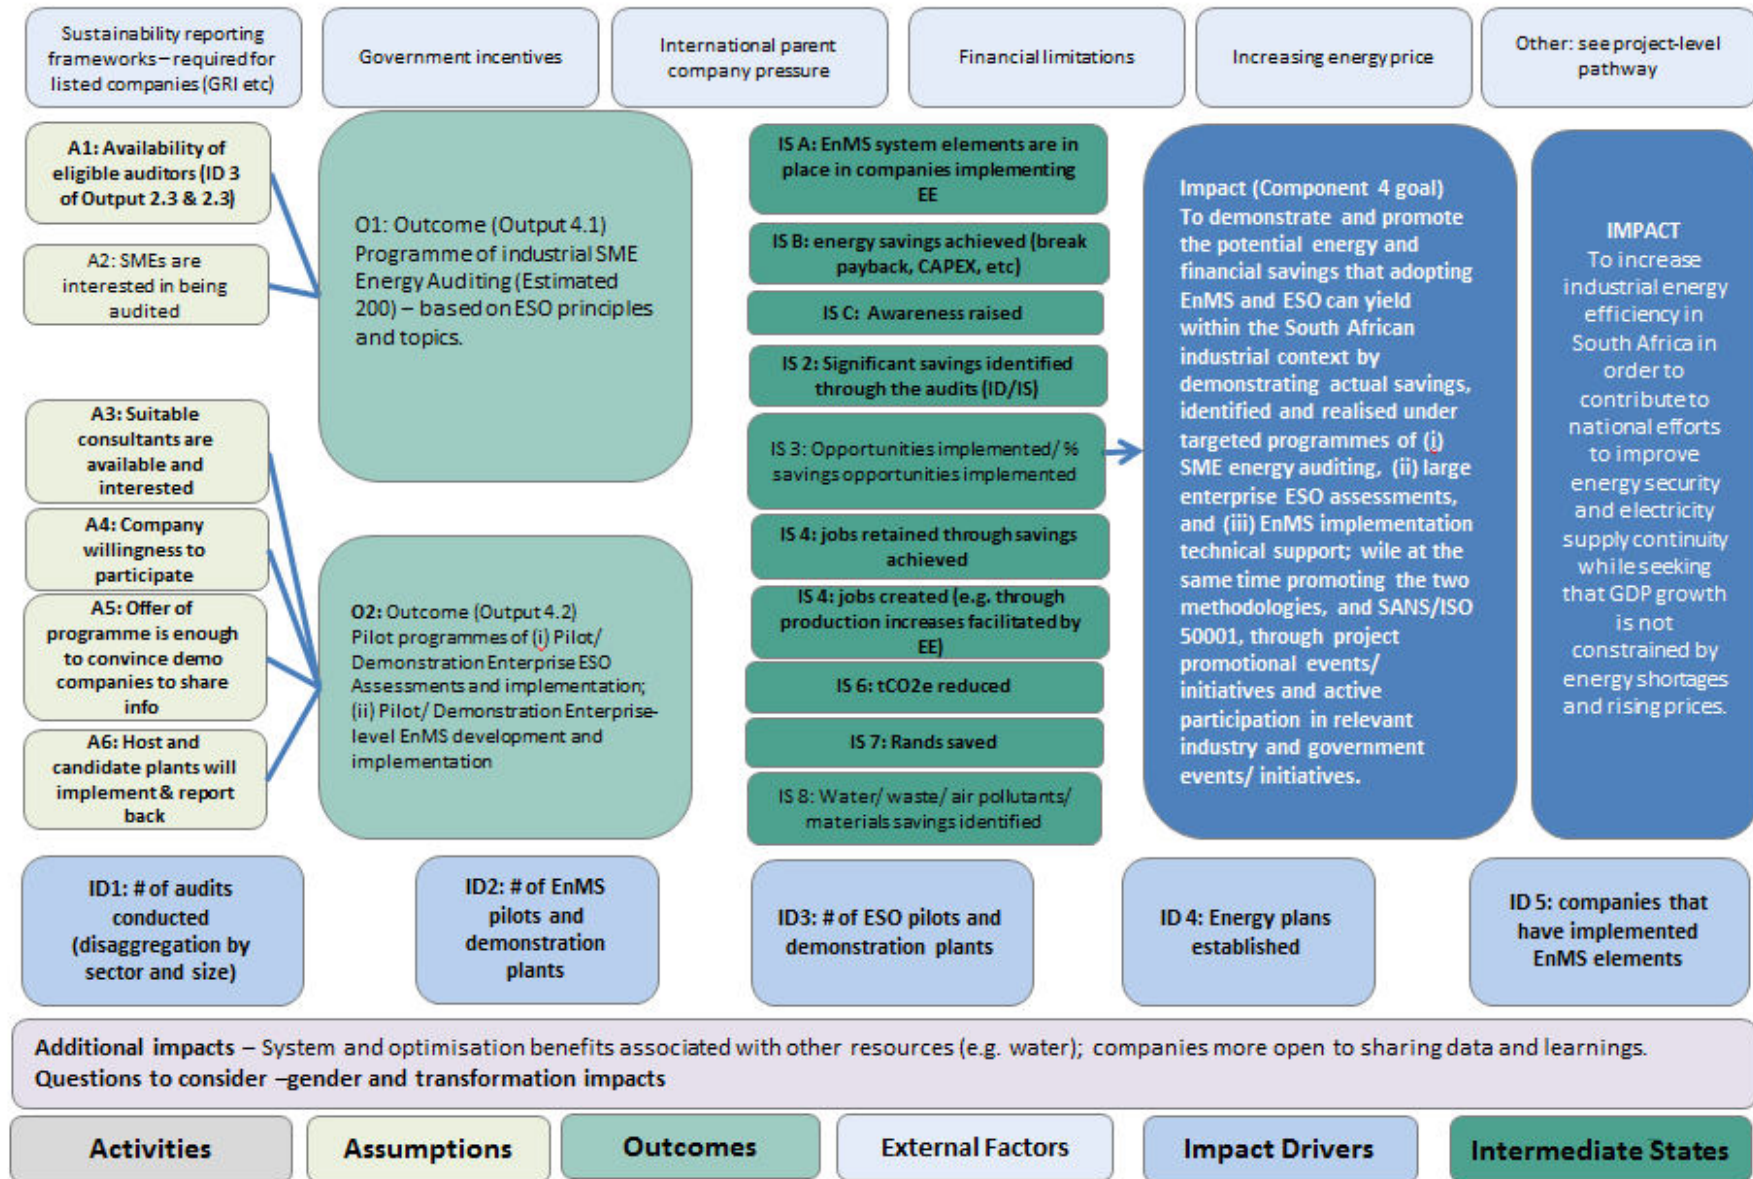 Sustainability reporting
frameworks – required for
listed companies (GRI etc)
Government incentives
International parent
company pressure
Financial limitations
Increasing energy price
Other: see project-level
pathway
A1: Availability of
eligible auditors (ID 3
of Output 2.3 & 2.3)
A2: SMEs are
interested in being
audited
A3: Suitable
consultants are
available and
interested
A4: Company
willingness to
participate
A5: Offer of
programme is enough
to convince demo
companies to share
info
A6: Host and
candidate plants will
implement & report
back
O1: Outcome (Output 4.1)
Programme of industrial SME
Energy Auditing (Estimated
200) – based on ESO principles
and topics.
O2: Outcome (Output 4.2)
Pilot programmes of (i) Pilot/
Demonstration Enterprise ESO
Assessments and implementation;
(ii) Pilot/ Demonstration Enterprise-
level EnMS development and
implementation
IS A: EnMS system elements are in
place in companies implementing
EE
IS B: energy savings achieved (break
payback, CAPEX, etc)
IS C: Awareness raised
IS 2: Significant savings identified
through the audits (ID/IS)
IS 3: Opportunities implemented/ %
savings opportunities implemented
IS 4: jobs retained through savings
achieved
IS 4: jobs created (e.g. through
production increases facilitated by
EE)
IS 6: tCO2e reduced
IS 7: Rands saved
IS 8: Water/ waste/ air pollutants/
materials savings identified
Impact (Component 4 goal)
To demonstrate and promote
the potential energy and
financial savings that adopting
EnMS and ESO can yield
within the South African
industrial context by
demonstrating actual savings,
identified and realised under
targeted programmes of (i)
SME energy auditing, (ii) large
enterprise ESO assessments,
and (iii) EnMS implementation
technical support; wile at the
same time promoting the two
methodologies, and SANS/ISO
50001, through project
promotional events/
initiatives and active
participation in relevant
industry and government
events/ initiatives.
IMPACT
To increase
industrial energy
efficiency in
South Africa in
order to
contribute to
national efforts
to improve
energy security
and electricity
supply continuity
while seeking
that GDP growth
is not
constrained by
energy shortages
and rising prices.
ID1: # of audits
conducted
(disaggregation by
sector and size)
ID2: # of EnMS
pilots and
demonstration
plants
ID3: # of ESO pilots and
demonstration plants
ID 4: Energy plans
established
ID 5: companies that
have implemented
EnMS elements
Additional impacts – System and optimisation benefits associated with other resources (e.g. water); companies more open to sharing data and learnings.
Questions to consider –gender and transformation impacts
Activities
Assumptions
Outcomes
External Factors
Impact Drivers
Intermediate States